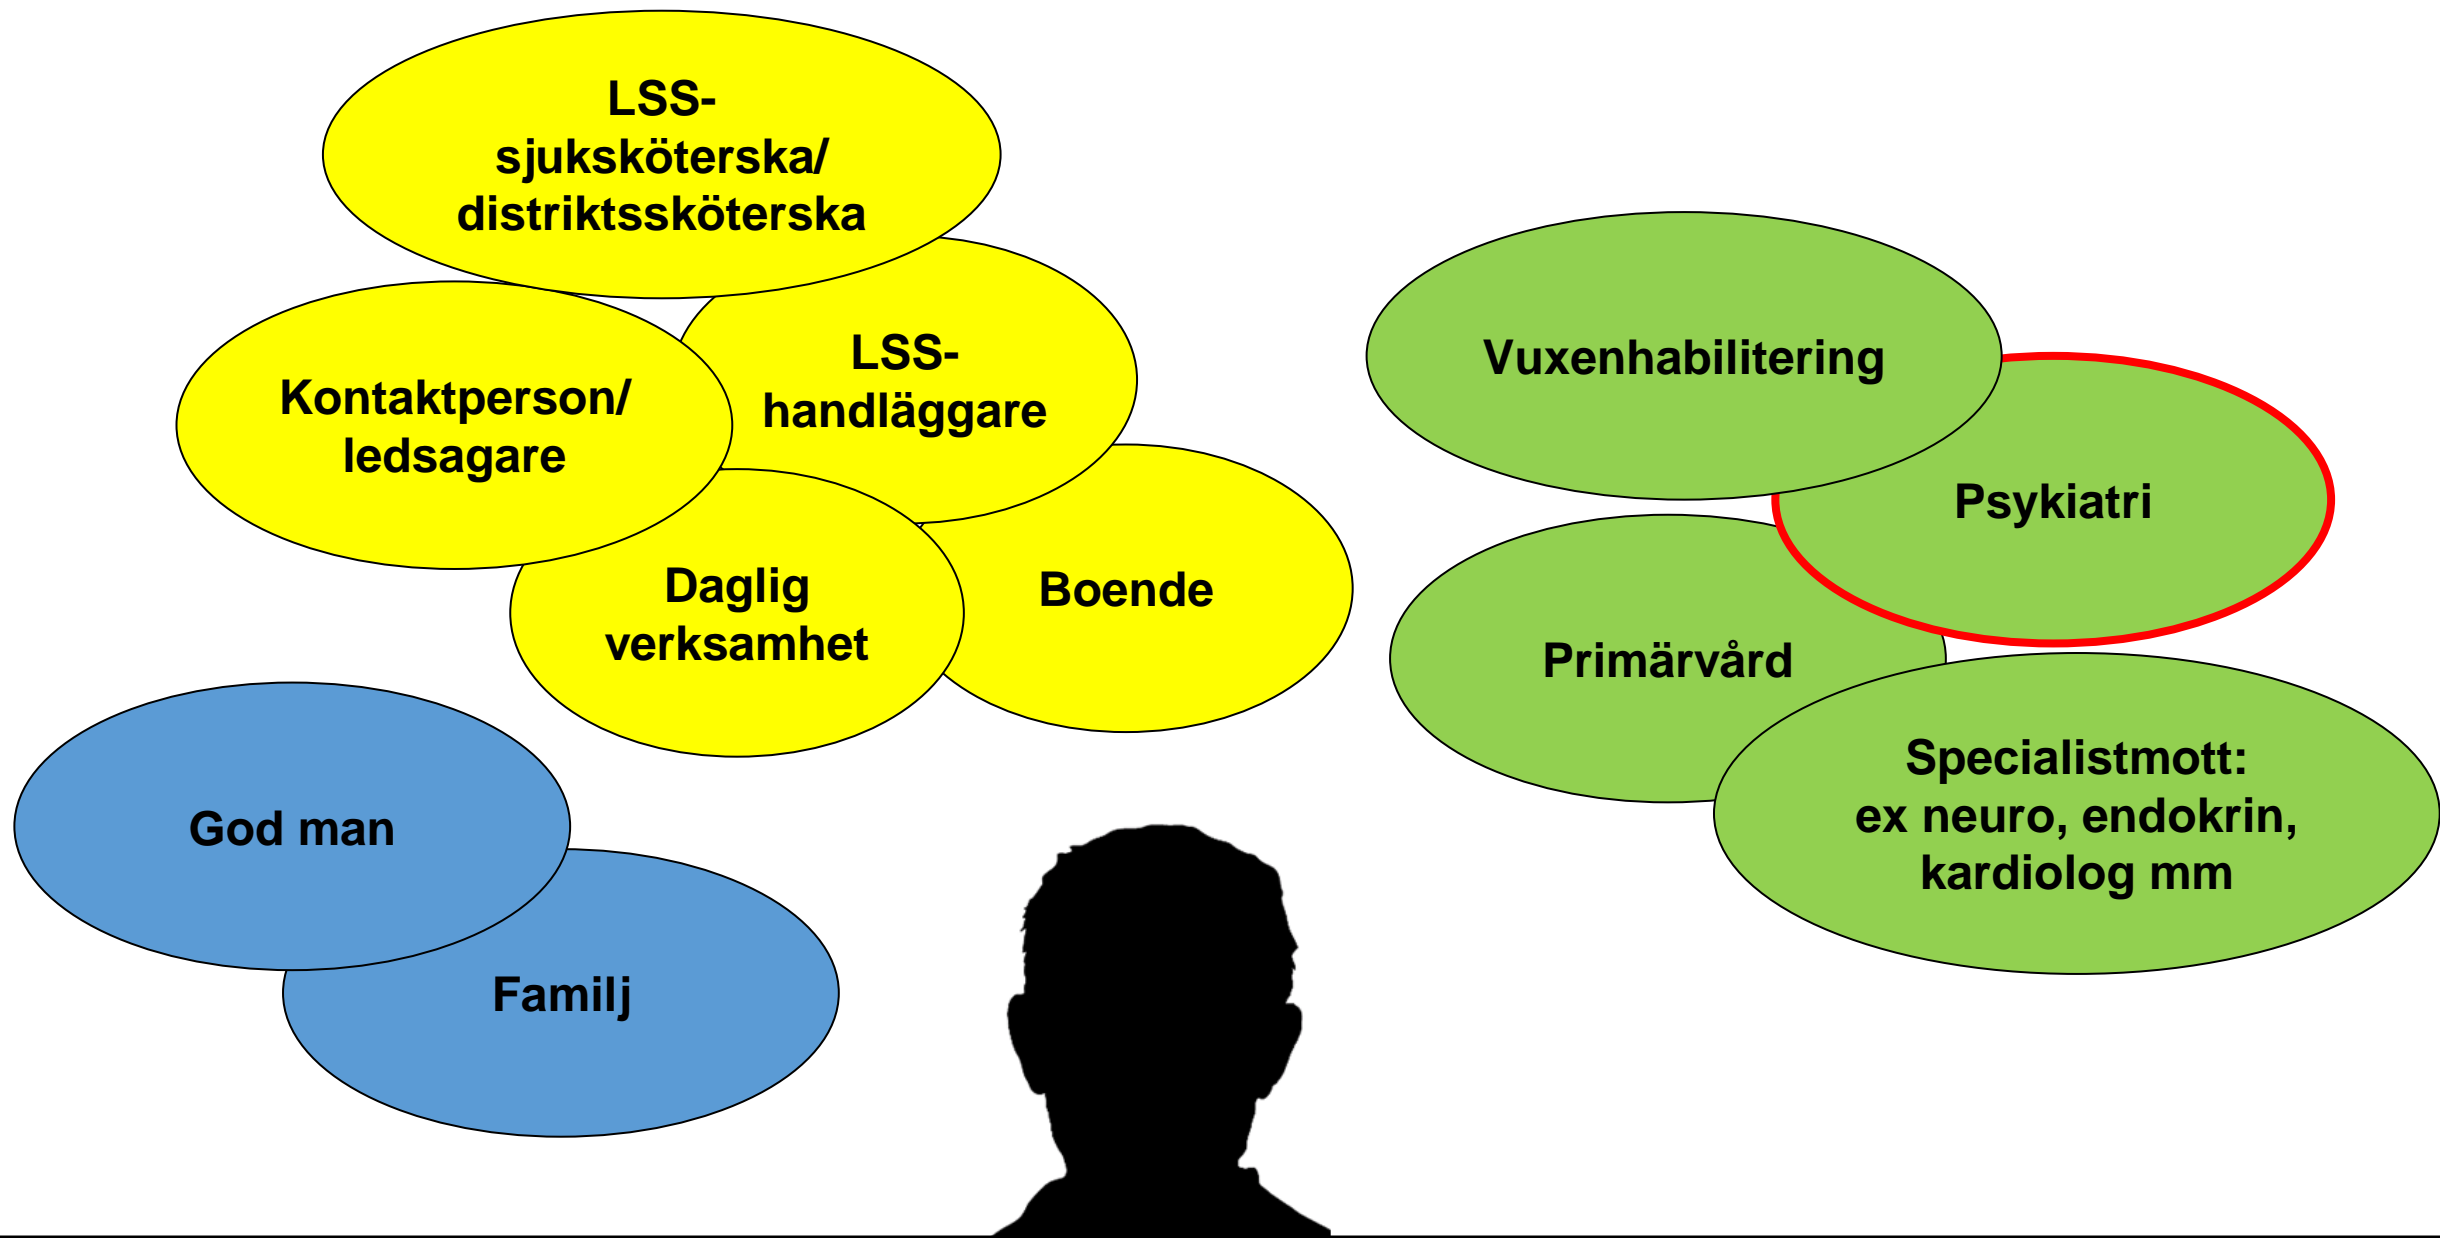 LSS-
sjuksköterska/
distriktssköterska
LSS-
handläggare
Kontaktperson/
ledsagare
Daglig
verksamhet
Boende
God man
Familj
Vuxenhabilitering
Psykiatri
Primärvård
Specialistmott:
ex neuro, endokrin,
kardiolog mm